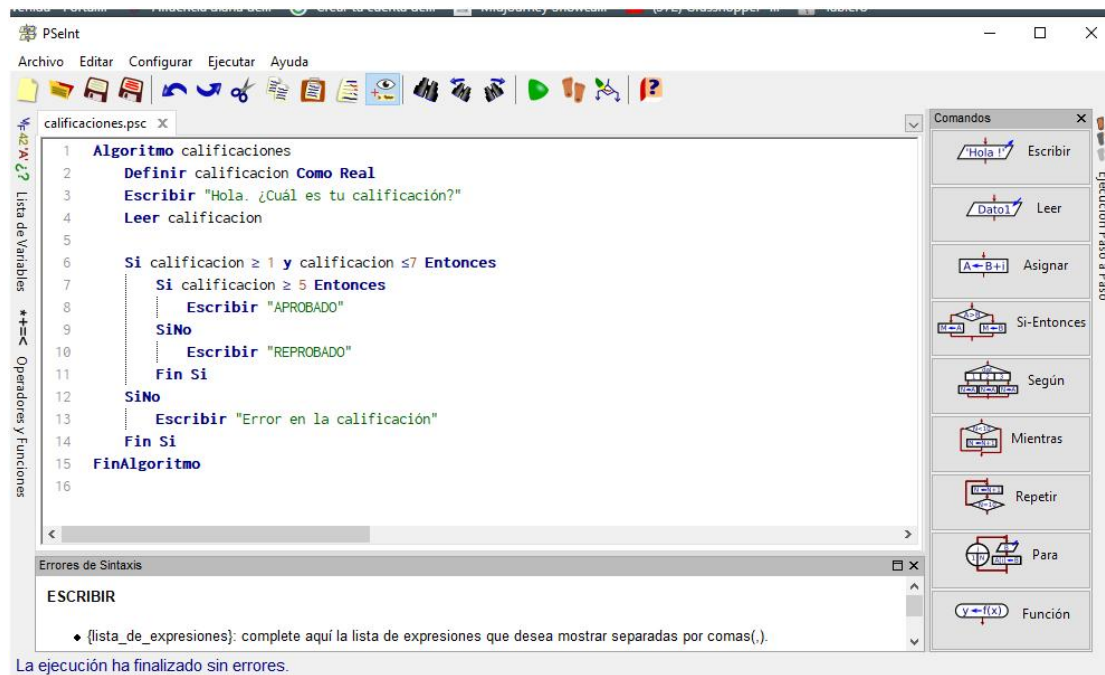 PSeInt
Archivo Editar Configurar Ejecutar Ayuda
calificaciones.psc X
Comandos X
Lista de Variables
Operadores y Funciones
Ejecución Paso a Paso
1 Algoritmo calificaciones
2 Definir calificacion Como Real
3 Escribir "Hola. ¿Cuál es tu calificación?"
4 Leer calificacion
5
6 Si calificacion ≥ 1 y calificacion ≤7 Entonces
7 Si calificacion ≥ 5 Entonces
8 Escribir "APROBADO"
9 SiNo
10 Escribir "REPROBADO"
11 Fin Si
12 SiNo
13 Escribir "Error en la calificación"
14 Fin Si
15 FinAlgoritmo
16
'Hola !' Escribir
Dato1 Leer
A←B+i Asignar
A>B M←A M←B Si-Entonces
Según
Mientras
Repetir
Para
y←f(x) Función
Errores de Sintaxis
ESCRIBIR
• {lista_de_expresiones}: complete aquí la lista de expresiones que desea mostrar separadas por comas(,).
La ejecución ha finalizado sin errores.